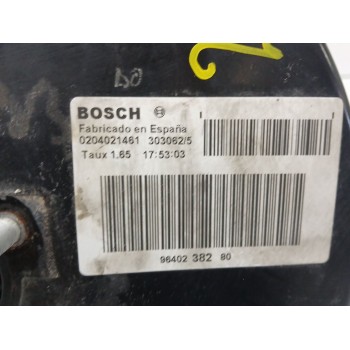 BOSCH
Fabricado en España
0204021461 303062/5
Taux 1.65 17:53:03
96402 382 80